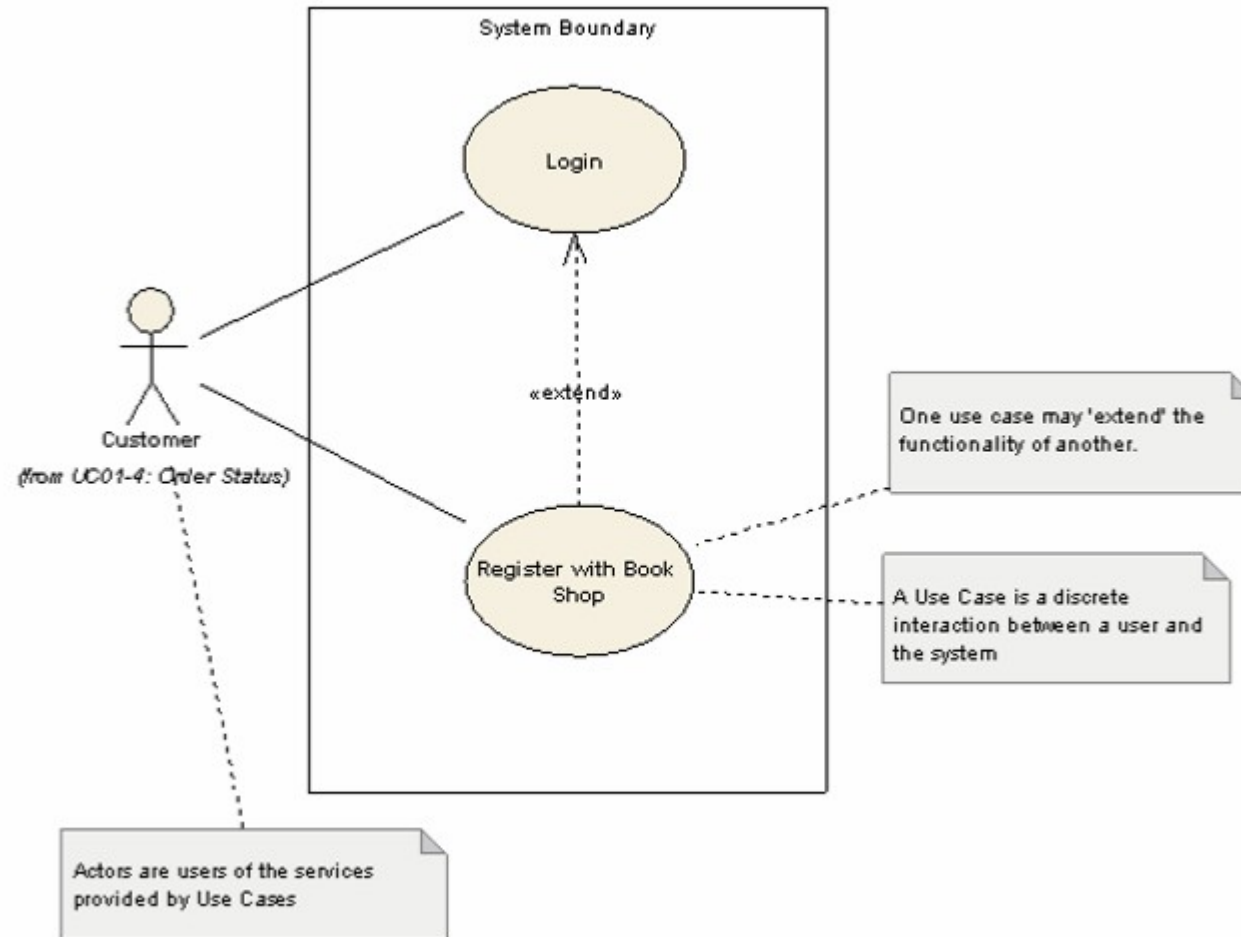 System Boundary
Login
«extend»
Customer
(from UC01-4: Order Status)
One use case may 'extend' the
functionality of another.
Register with Book
Shop
A Use Case is a discrete
interaction between a user and
the system
Actors are users of the services
provided by Use Cases